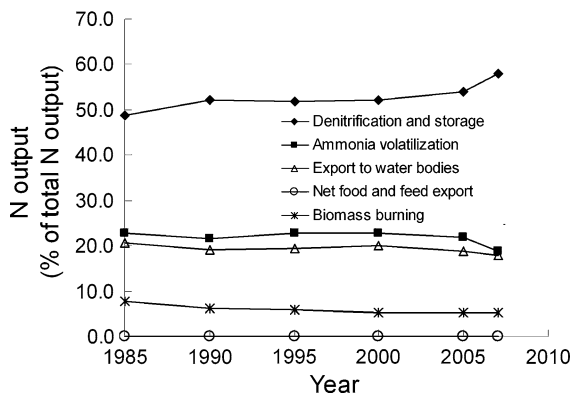 N output
(% of total N output)
70.0
60.0
50.0
40.0
30.0
20.0
10.0
0.0
Denitrification and storage
Ammonia volatilization
Export to water bodies
Net food and feed export
Biomass burning
1985 1990 1995 2000 2005 2010
Year